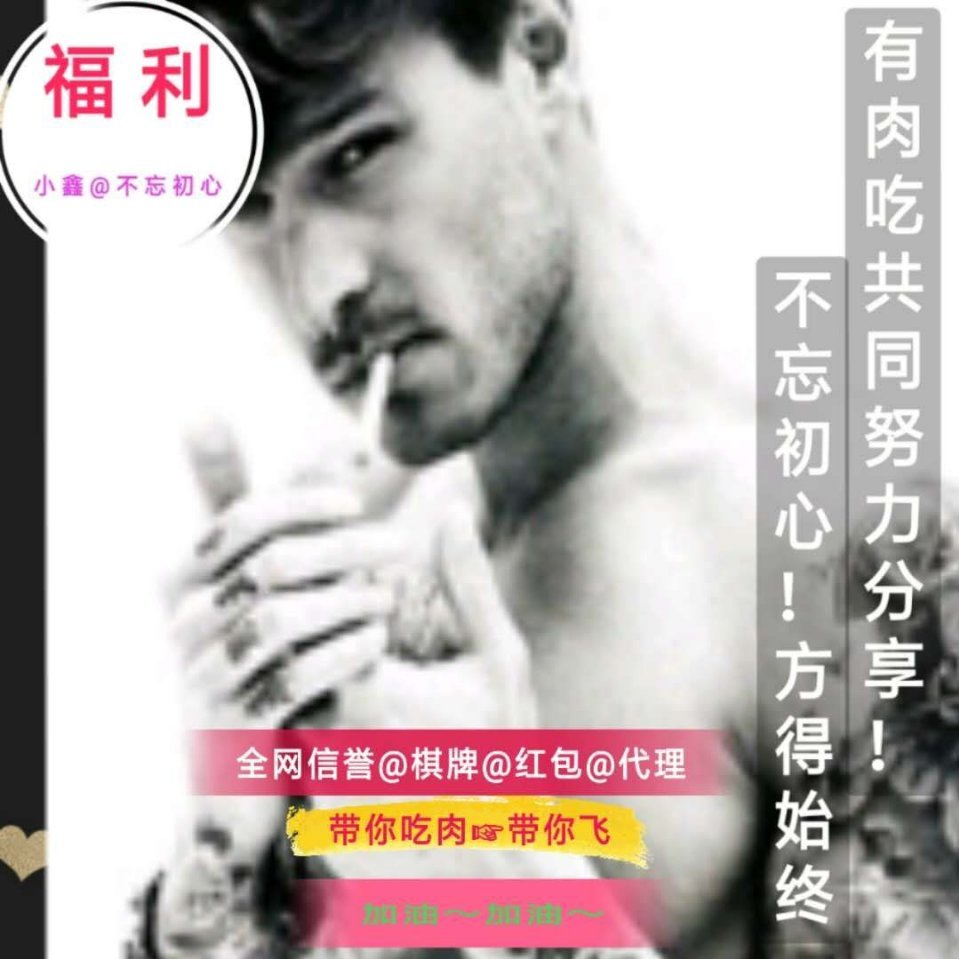 福利
小鑫@不忘初心
有肉吃共同努力分享！
不忘初心！方得始终
全网信誉@棋牌@红包@代理
带你吃肉☞带你飞
加油～加油～